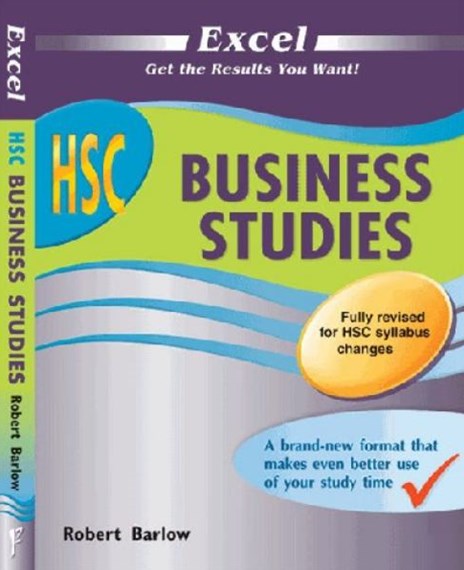 Excel
Get the Results You Want!
HSC
BUSINESS
STUDIES
Fully revised
for HSC syllabus
changes
A brand-new format that
makes even better use
of your study time
Robert Barlow
Excel HSC BUSINESS STUDIES Robert Barlow